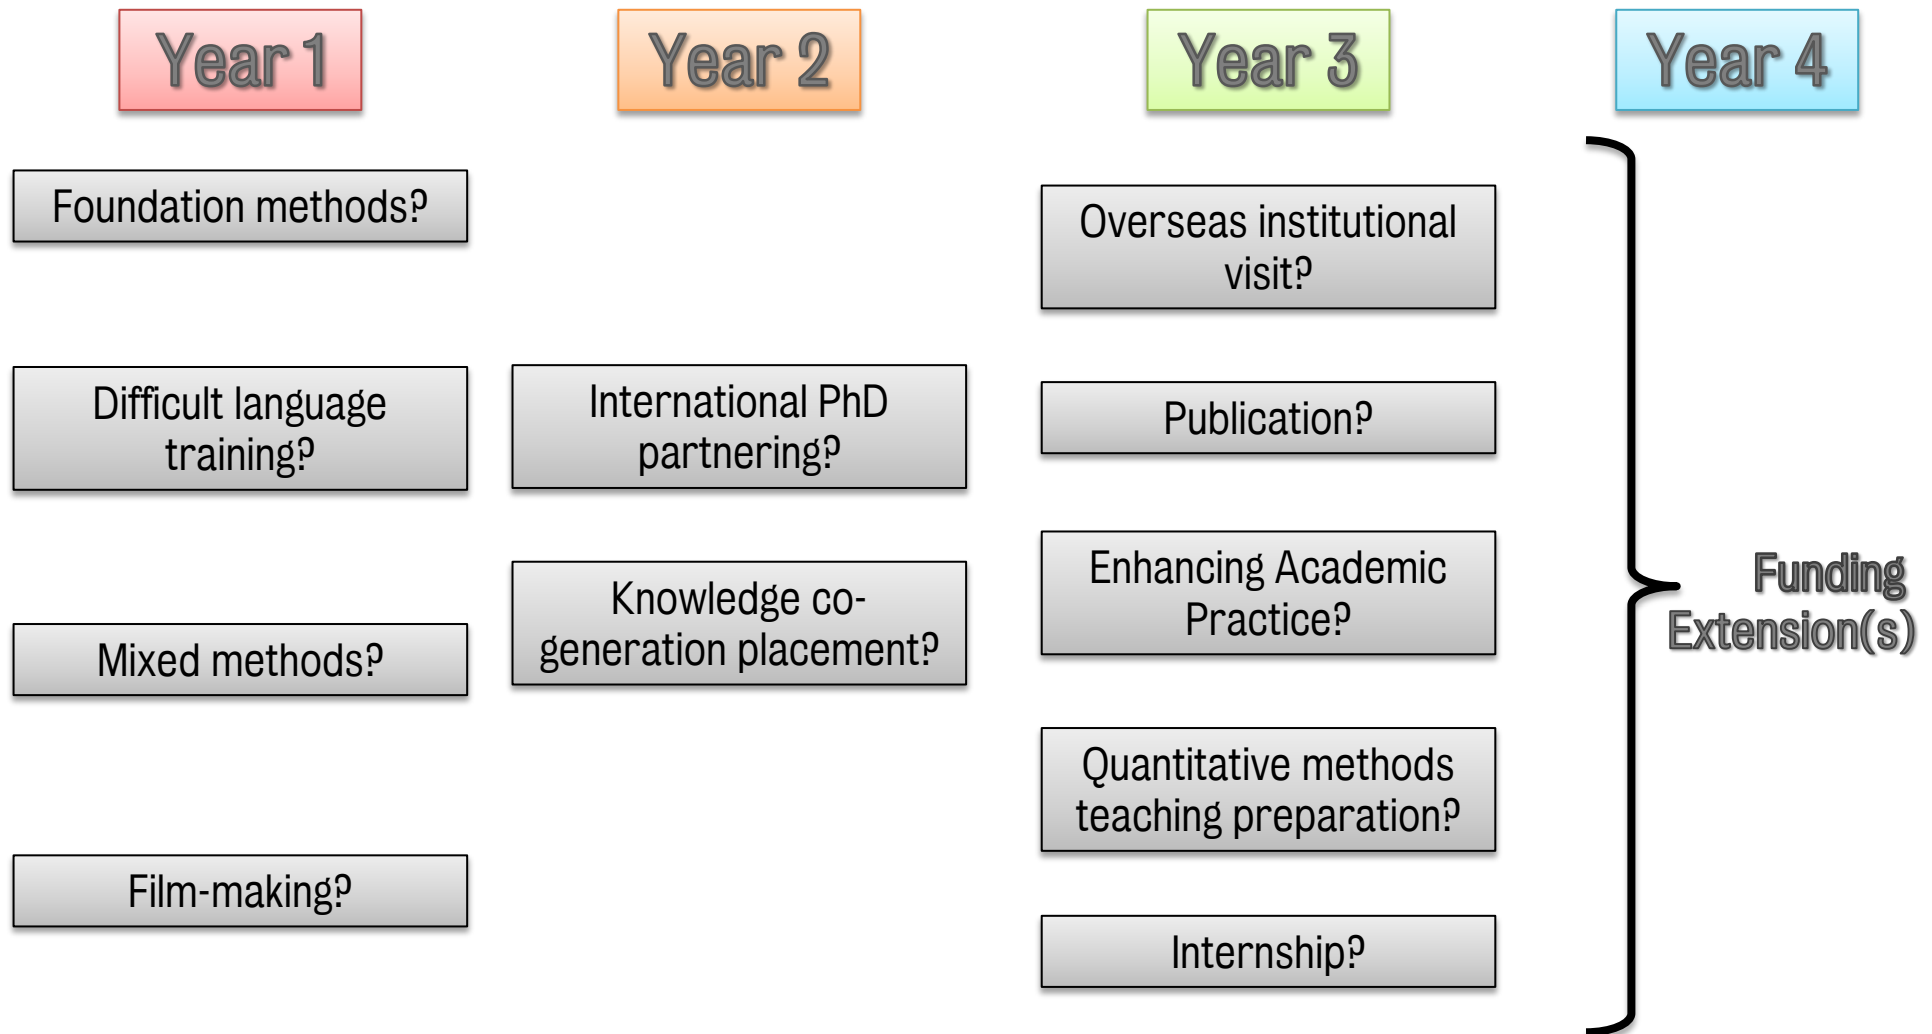 Year 1
Year 2
Year 3
Year 4
Foundation methods?
Difficult language
training?
Mixed methods?
Film-making?
International PhD
partnering?
Knowledge co-
generation placement?
Overseas institutional
visit?
Publication?
Enhancing Academic
Practice?
Quantitative methods
teaching preparation?
Internship?
Funding
Extension(s)